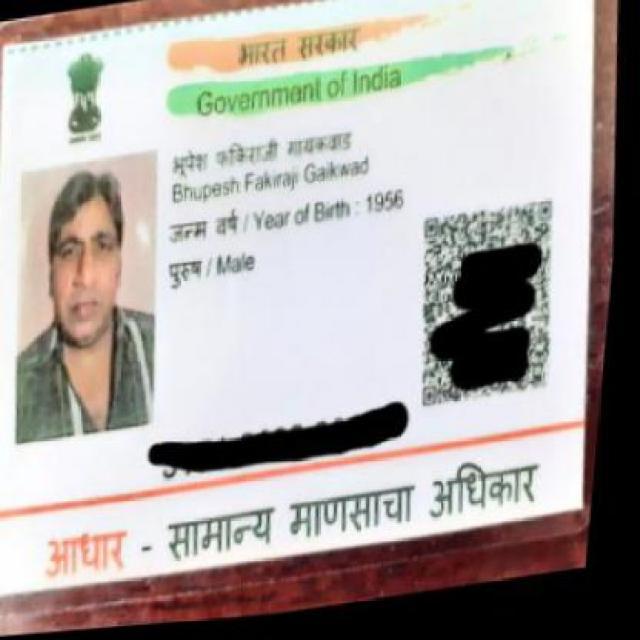 भारत सरकार
Government of India
भूपेश फकिराजी गायकवाड
Bhupesh Fakiraji Gaikwad
जन्म वर्ष / Year of Birth : 1956
पुरुष / Male
आधार - सामान्य माणसाचा अधिकार